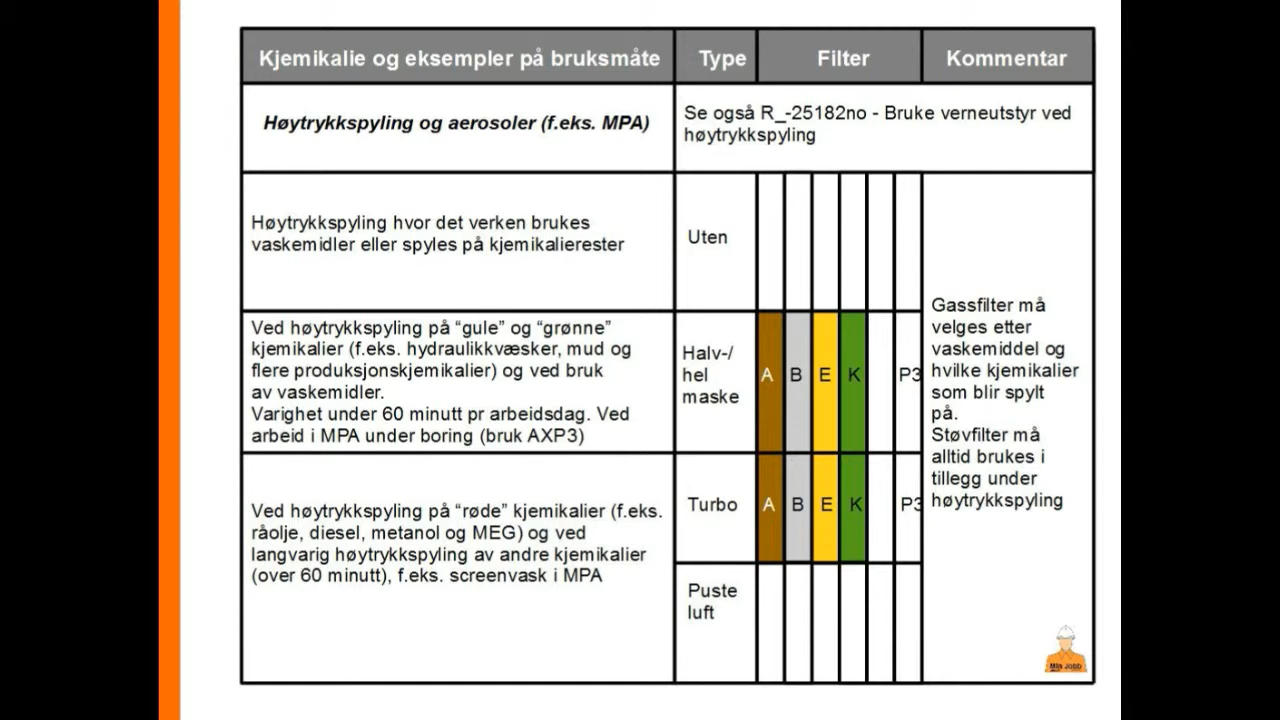 Kjemikalie og eksempler på bruksmåte Type Filter Kommentar
Høytrykkspyling og aerosoler (f.eks. MPA)
Se også R_-25182no - Bruke verneutstyr ved
høytrykkspyling
Høytrykkspyling hvor det verken brukes
vaskemidler eller spyles på kjemikalierester
Uten
Ved høytrykkspyling på “gule” og “grønne”
kjemikalier (f.eks. hydraulikkvæsker, mud og
flere produksjonskjemikalier) og ved bruk
av vaskemidler.
Varighet under 60 minutt pr arbeidsdag. Ved
arbeid i MPA under boring (bruk AXP3)
Halv-/
hel
maske
A B E K P3
Ved høytrykkspyling på “røde” kjemikalier (f.eks.
råolje, diesel, metanol og MEG) og ved
langvarig høytrykkspyling av andre kjemikalier
(over 60 minutt), f.eks. screenvask i MPA
Turbo
A B E K P3
Puste
luft
Gassfilter må
velges etter
vaskemiddel og
hvilke kjemikalier
som blir spylt
på.
Støvfilter må
alltid brukes i
tillegg under
høytrykkspyling
Min Jobb